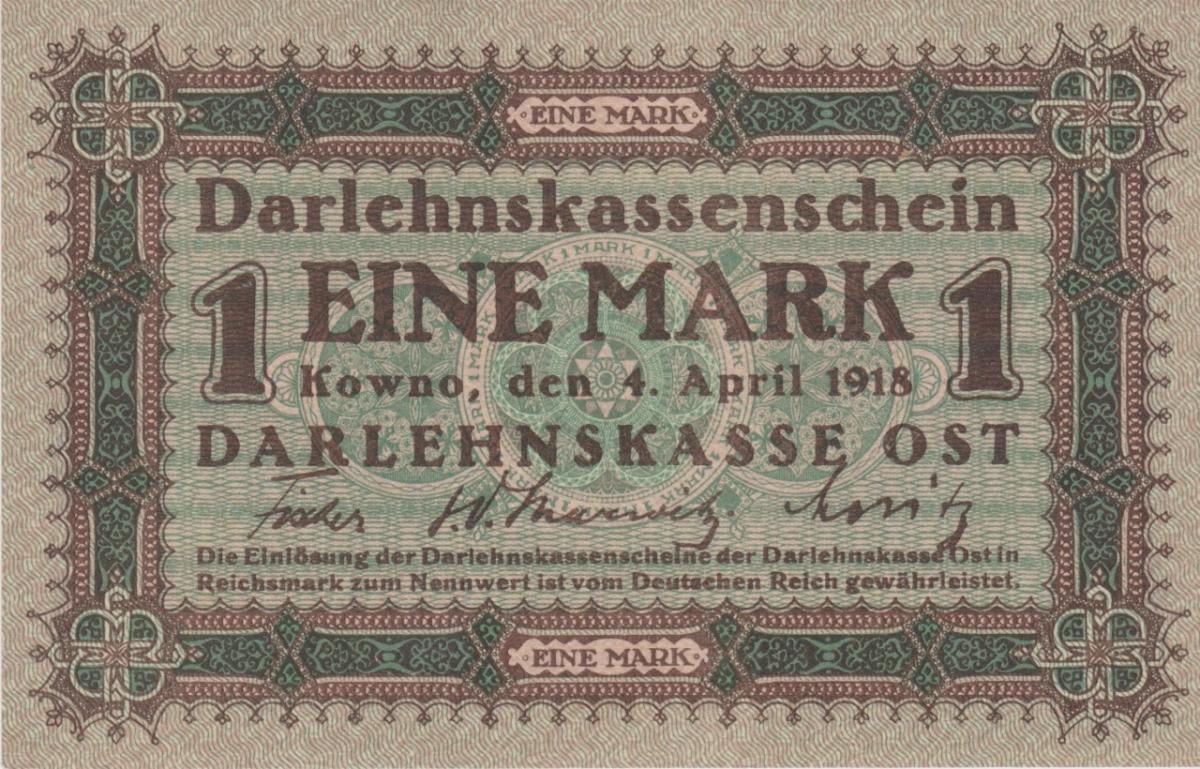 EINE MARK
Darlehnskassenschein
1 EINE MARK 1
Kowno, den 4. April 1918
DARLEHNSKASSE OST
Fischer
Die Einlösung der Darlehnskassenscheine der Darlehnskasse Ost in
Reichsmark zum Nennwert ist vom Deutschen Reich gewährleistet.
EINE MARK